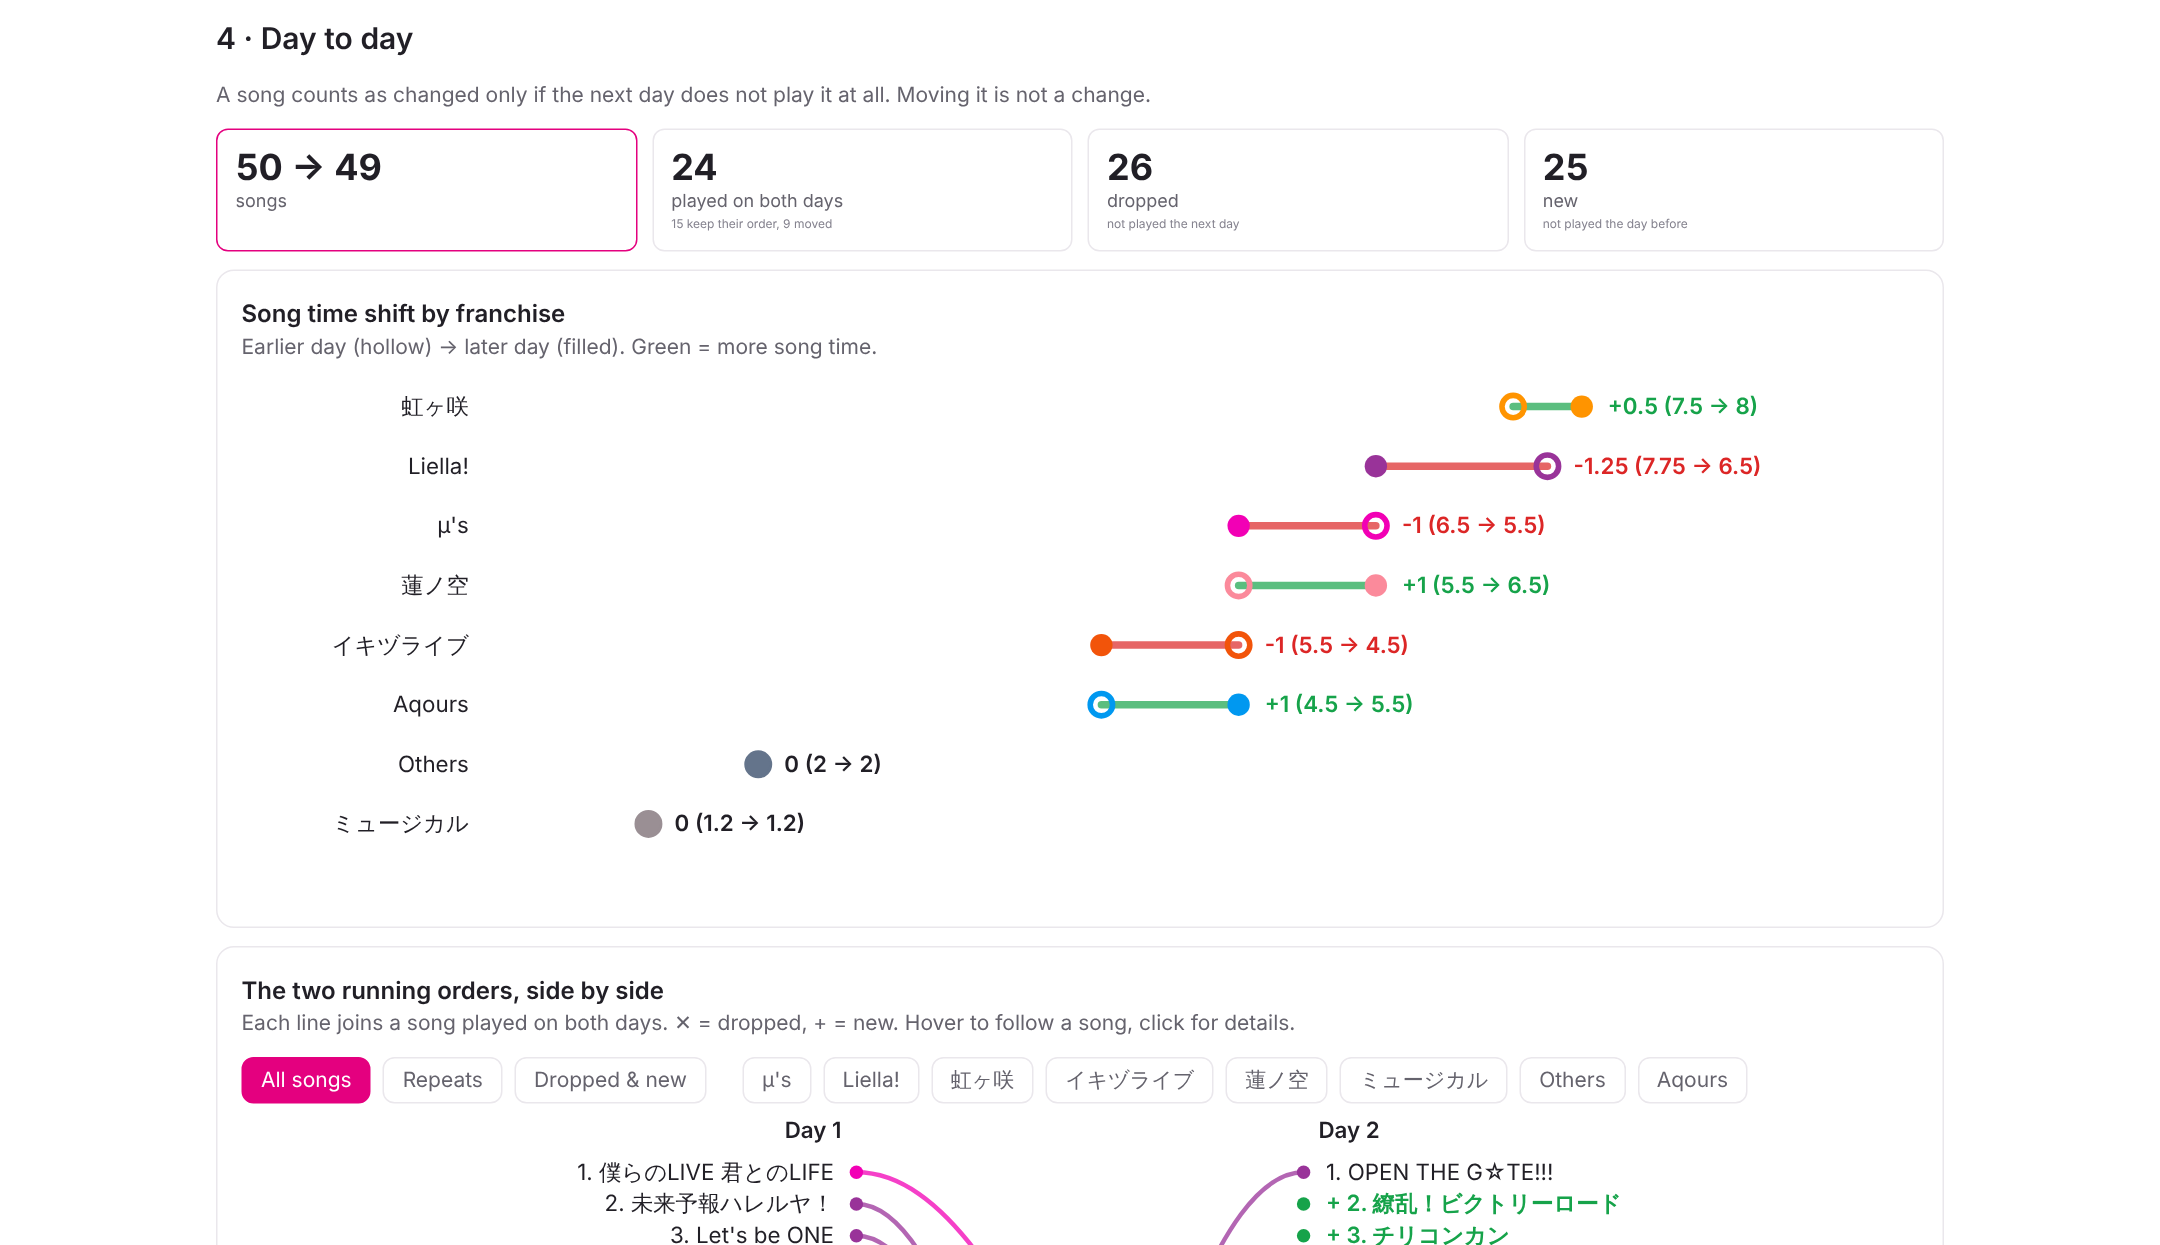 4 · Day to day
A song counts as changed only if the next day does not play it at all. Moving it is not a change.
50 → 49
songs
24
played on both days
15 keep their order, 9 moved
26
dropped
not played the next day
25
new
not played the day before
Song time shift by franchise
Earlier day (hollow) → later day (filled). Green = more song time.
虹ヶ咲 +0.5 (7.5 → 8)
Liella! -1.25 (7.75 → 6.5)
μ's -1 (6.5 → 5.5)
蓮ノ空 +1 (5.5 → 6.5)
イキヅライブ -1 (5.5 → 4.5)
Aqours +1 (4.5 → 5.5)
Others 0 (2 → 2)
ミュージカル 0 (1.2 → 1.2)
The two running orders, side by side
Each line joins a song played on both days. ✕ = dropped, + = new. Hover to follow a song, click for details.
All songs Repeats Dropped & new μ's Liella! 虹ヶ咲 イキヅライブ 蓮ノ空 ミュージカル Others Aqours
Day 1 Day 2
1. 僕らのLIVE 君とのLIFE 1. OPEN THE G☆TE!!!
2. 未来予報ハレルヤ！ + 2. 繚乱！ビクトリーロード
3. Let's be ONE + 3. チリコンカン